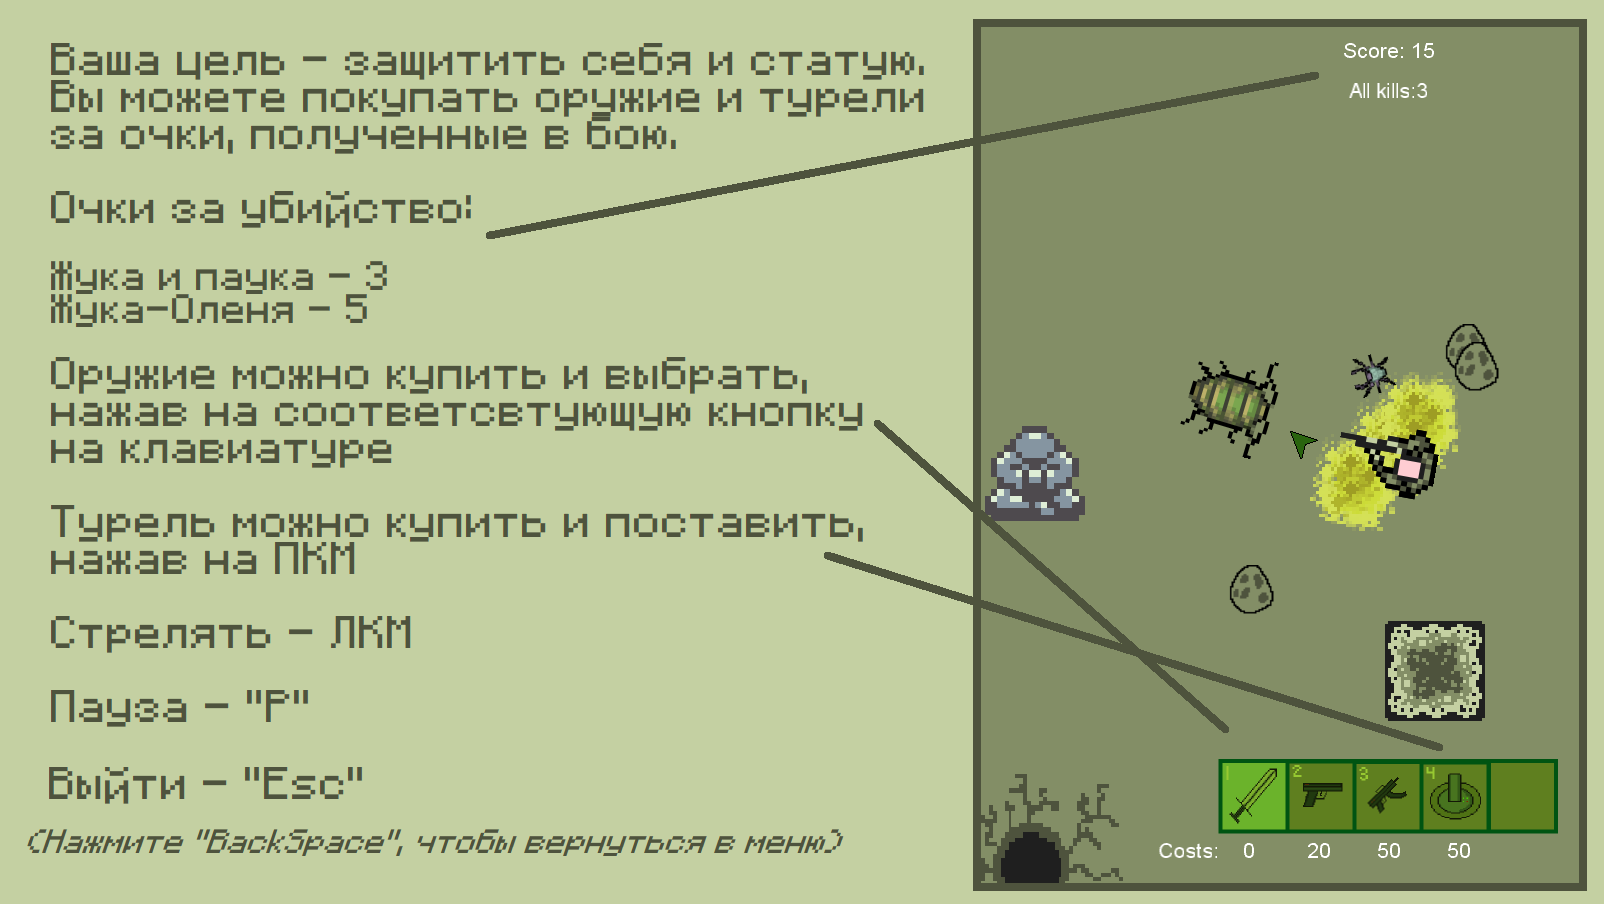 Ваша цель - защитить себя и статую.
Вы можете покупать оружие и турели
за очки, полученные в бою.
Очки за убийство:
Жука и паука - 3
Жука-Оленя - 5
Оружие можно купить и выбрать,
нажав на соответсвтующую кнопку
на клавиатуре
Турель можно купить и поставить,
нажав на ПКМ
Стрелять - ЛКМ
Пауза - "P"
Выйти - "Esc"
(Нажмите "BackSpace", чтобы вернуться в меню)
Score: 15
All kills:3
1 2 3 4
Costs: 0 20 50 50